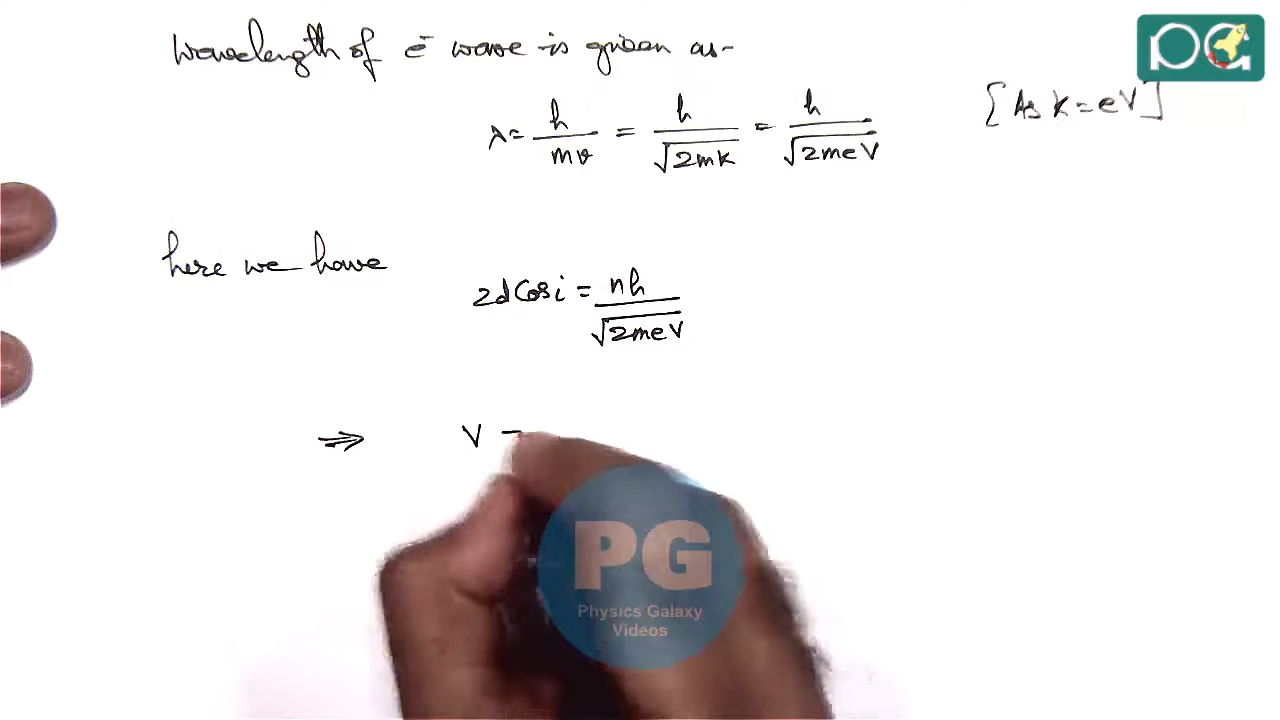 Wavelength of e⁻ wave is given as-
λ = h/mv = h/√2mK = h/√2meV [As K = eV]
here we have
2dCosi = nh/√2meV
⇒ V =
PG
PG
Physics Galaxy
Videos